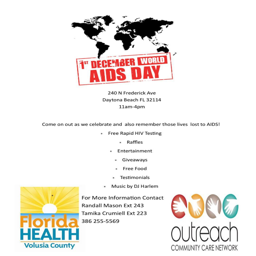 1st DECEMBER WORLD
AIDS DAY
240 N Frederick Ave
Daytona Beach FL 32114
11am-4pm
Come on out as we celebrate and also remember those lives lost to AIDS!
• Free Rapid HIV Testing
• Raffles
• Entertainment
• Giveaways
• Free Food
• Testimonials
• Music by DJ Harlem
For More Information Contact
Randall Mason Ext 243
Tamika Crumiell Ext 223
386 255-5569
Florida
HEALTH
Volusia County
outreach
COMMUNITY CARE NETWORK